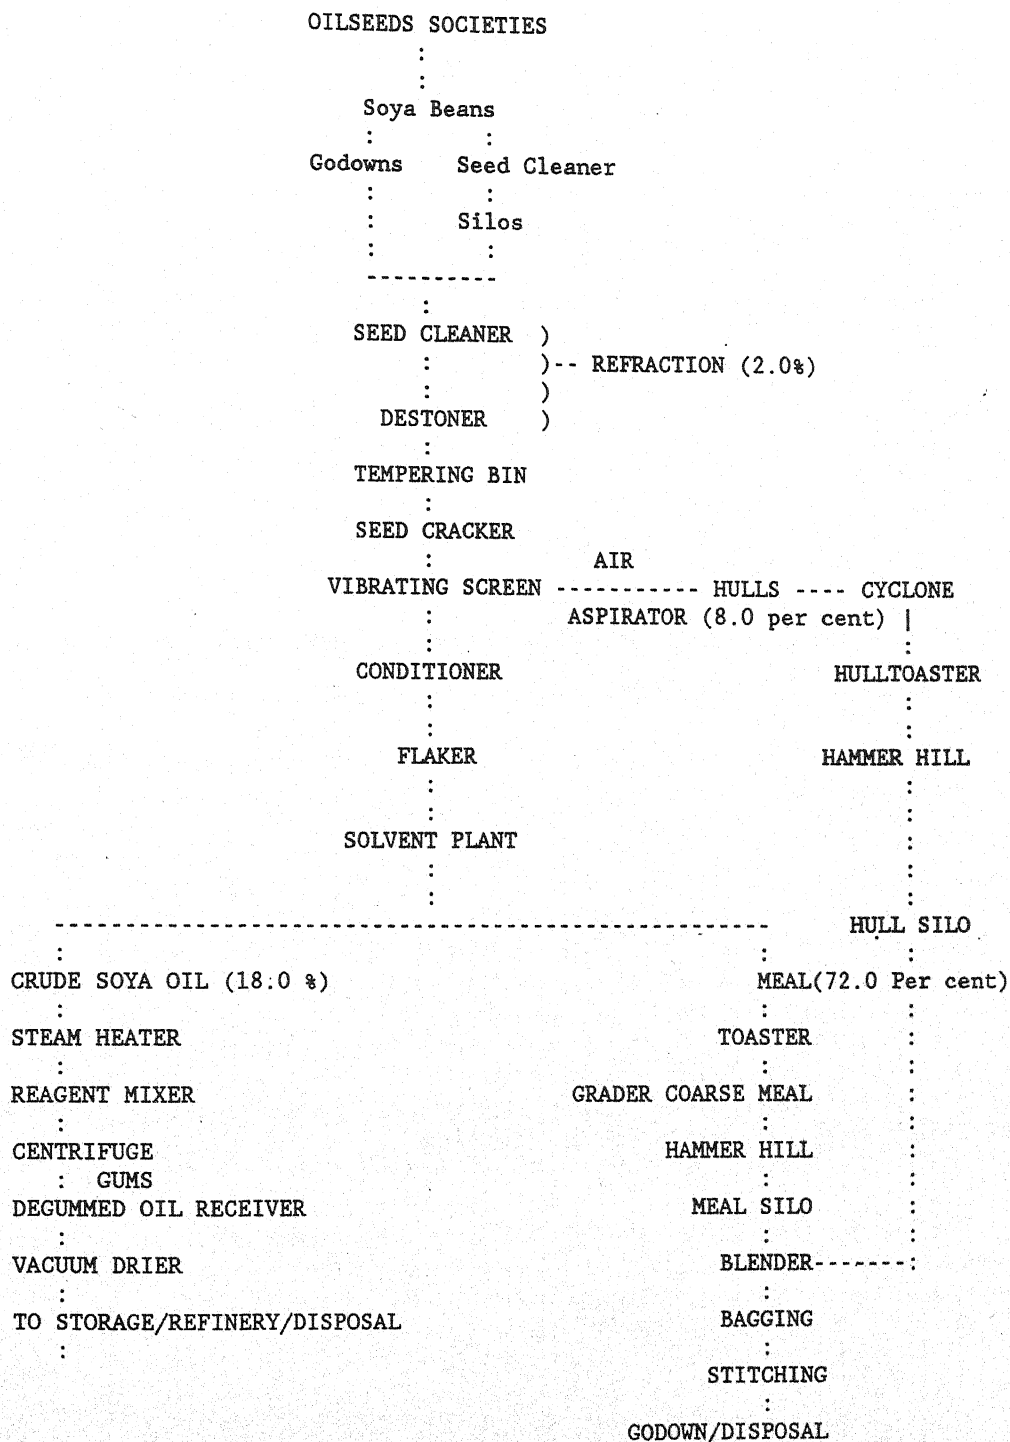 OILSEEDS SOCIETIES
:
:
Soya Beans
: :
Godowns Seed Cleaner
: :
: Silos
: :
----------
:
SEED CLEANER )
: )-- REFRACTION (2.0%)
: )
DESTONER )
:
TEMPERING BIN
:
SEED CRACKER
: AIR
VIBRATING SCREEN ----------- HULLS ---- CYCLONE
: ASPIRATOR (8.0 per cent) |
: :
CONDITIONER HULLTOASTER
: :
: :
FLAKER HAMMER HILL
: :
: :
SOLVENT PLANT :
: :
: :
------------------------------------------------------------ HULL SILO
: : :
CRUDE SOYA OIL (18.0 %) MEAL(72.0 Per cent)
: : :
STEAM HEATER TOASTER :
: : :
REAGENT MIXER GRADER COARSE MEAL :
: : :
CENTRIFUGE HAMMER HILL :
: GUMS : :
DEGUMMED OIL RECEIVER MEAL SILO :
: : :
VACUUM DRIER BLENDER-------:
: :
TO STORAGE/REFINERY/DISPOSAL BAGGING
: :
STITCHING
:
GODOWN/DISPOSAL